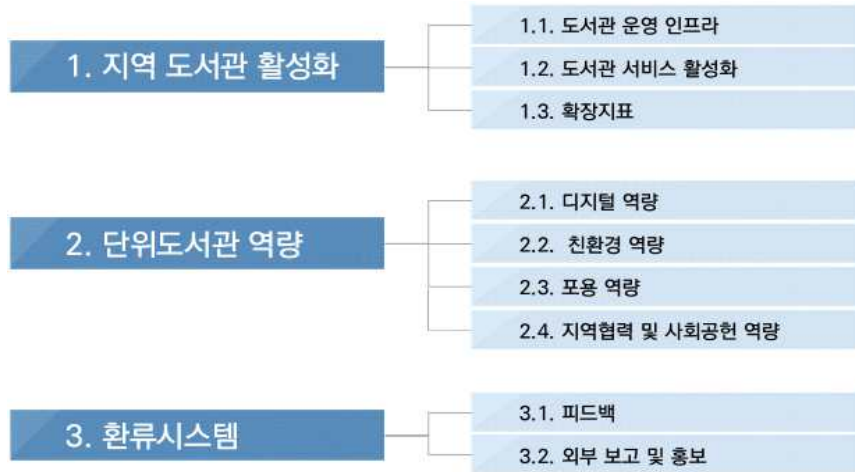 1. 지역 도서관 활성화
1.1. 도서관 운영 인프라
1.2. 도서관 서비스 활성화
1.3. 확장지표
2. 단위도서관 역량
2.1. 디지털 역량
2.2. 친환경 역량
2.3. 포용 역량
2.4. 지역협력 및 사회공헌 역량
3. 환류시스템
3.1. 피드백
3.2. 외부 보고 및 홍보